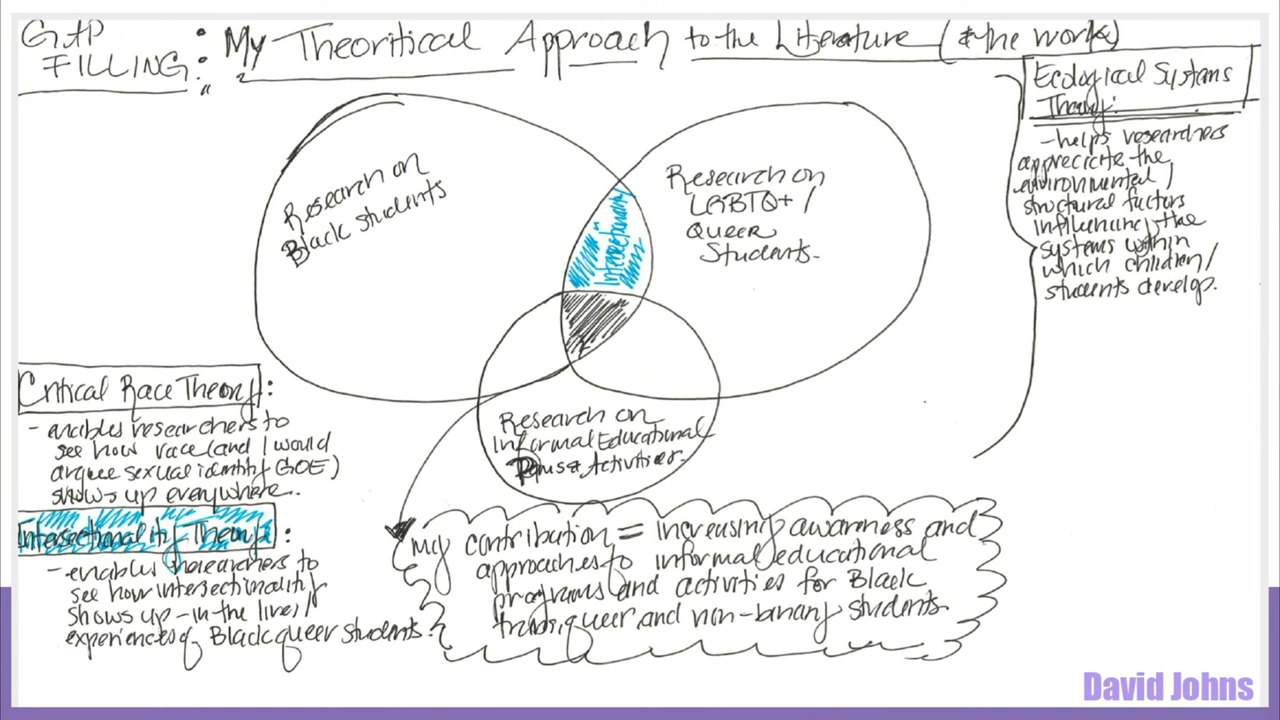 GAP
FILLING: My Theoritical Approach to the Literature (& the work)
Ecological Systems
Theory:
- helps researchers
appreciate the
environmental/
structural factors
influencing the
systems within
which children/
students develop.
Research on
Black Students
Research on
LGBTQ+/
Queer
Students.
Intersectionality
Research on
Informal Educational
Activities.
Critical Race Theory:
- enables researchers to
see how race (and I would
argue sexual identity GOE)
shows up everywhere..
Intersectionality Theory:
- enables researchers to
see how intersectionality
shows up - in the lives/
experiences of Black queer students.
My contribution = increasing awareness and
approaches to informal educational
programs and activities for Black
trans, queer, and non-binary students.
David Johns